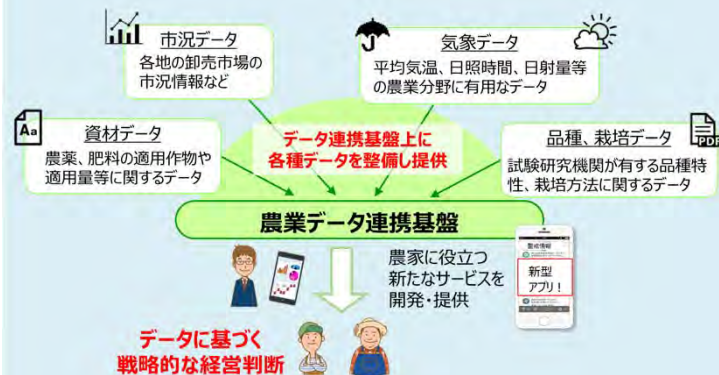 市況データ
各地の卸売市場の
市況情報など
気象データ
平均気温、日照時間、日射量等
の農業分野に有用なデータ
Aa
資材データ
農薬、肥料の適用作物や
適用量等に関するデータ
データ連携基盤上に
各種データを整備し提供
品種、栽培データ
PDF
試験研究機関が有する品種特
性、栽培方法に関するデータ
農業データ連携基盤
農家に役立つ
新たなサービスを
開発・提供
新型
アプリ！
データに基づく
戦略的な経営判断